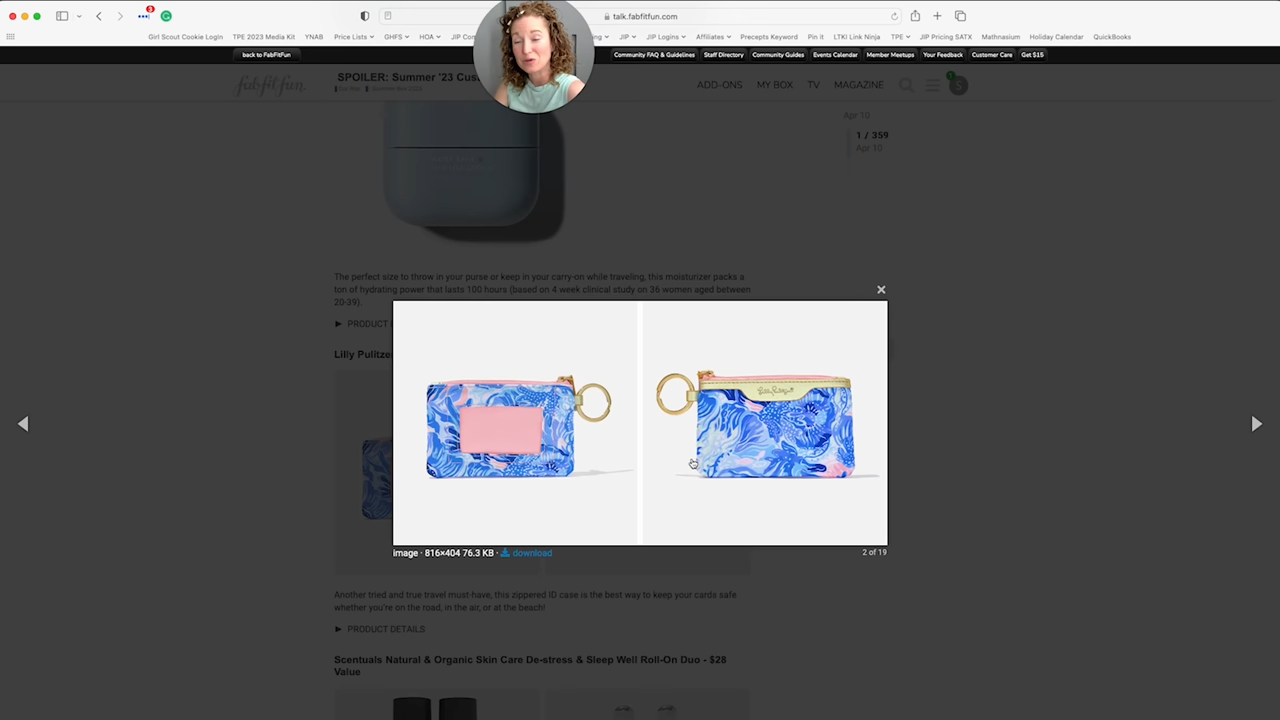 3
talk.fabfitfun.com
Girl Scout Cookie Login TPE 2023 Media Kit YNAB Price Lists GHFS HOA JIP Con ng JIP JIP Logins Affiliates Precepts Keyword Pin it LTKI Link Ninja TPE JIP Pricing SATX Mathnasium Holiday Calendar QuickBooks
back to FabFitFun Community FAQ & Guidelines Staff Directory Community Guides Events Calendar Member Meetups Your Feedback Customer Care Get $15
fabfitfun. SPOILER: Summer '23 Cus ADD-ONS MY BOX TV MAGAZINE S
Apr 10
1 / 359
Apr 10
The perfect size to throw in your purse or keep in your carry-on while traveling, this moisturizer packs a
ton of hydrating power that lasts 100 hours (based on 4 week clinical study on 36 women aged between
20-39).
▶ PRODUCT
Lilly Pulitze
image · 816×404 76.3 KB · download
2 of 19
Another tried and true travel must-have, this zippered ID case is the best way to keep your cards safe
whether you're on the road, in the air, or at the beach!
▶ PRODUCT DETAILS
Scentuals Natural & Organic Skin Care De-stress & Sleep Well Roll-On Duo - $28
Value